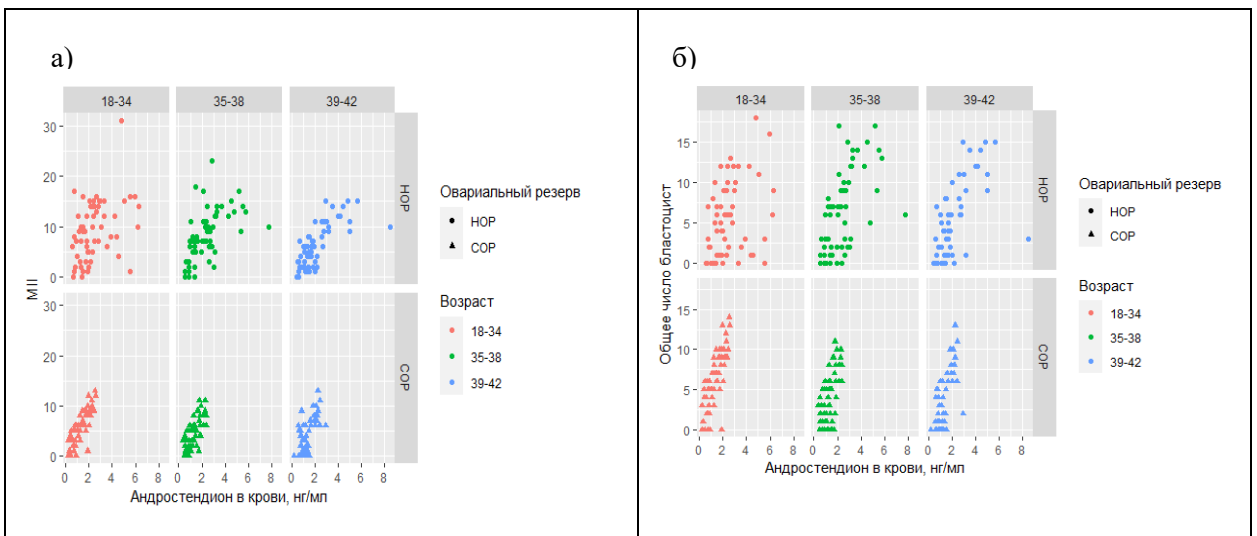 а)
18-34 35-38 39-42
30
20
10
0
НОР
30
20
10
0
СОР
MII
0 2 4 6 8 0 2 4 6 8 0 2 4 6 8
Андростендион в крови, нг/мл
Овариальный резерв
НОР
СОР
Возраст
18-34
35-38
39-42
б)
18-34 35-38 39-42
15
10
5
0
НОР
15
10
5
0
СОР
Общее число бластоцист
0 2 4 6 8 0 2 4 6 8 0 2 4 6 8
Андростендион в крови, нг/мл
Овариальный резерв
НОР
СОР
Возраст
18-34
35-38
39-42